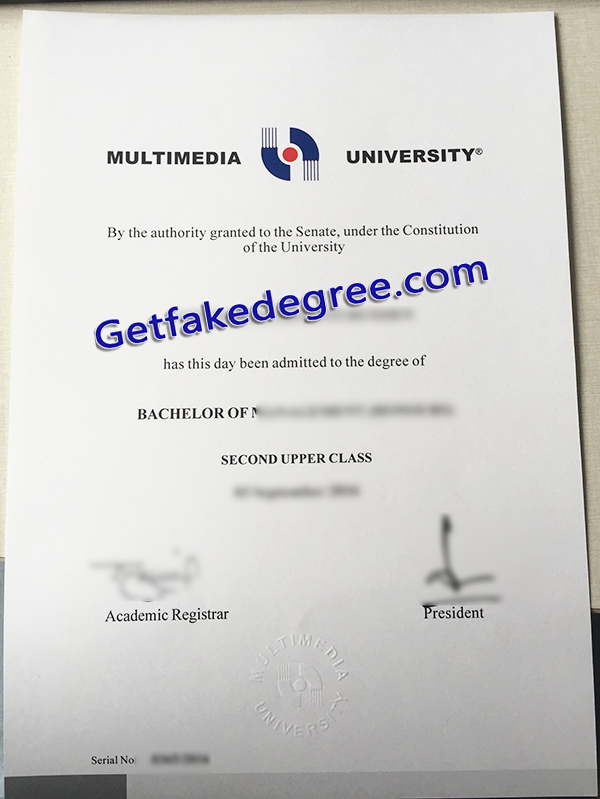 MULTIMEDIA UNIVERSITY®
By the authority granted to the Senate, under the Constitution
of the University
Getfakedegree.com
has this day been admitted to the degree of
BACHELOR OF
SECOND UPPER CLASS
Academic Registrar President
MULTIMEDIA
UNIVERSITY
Serial No